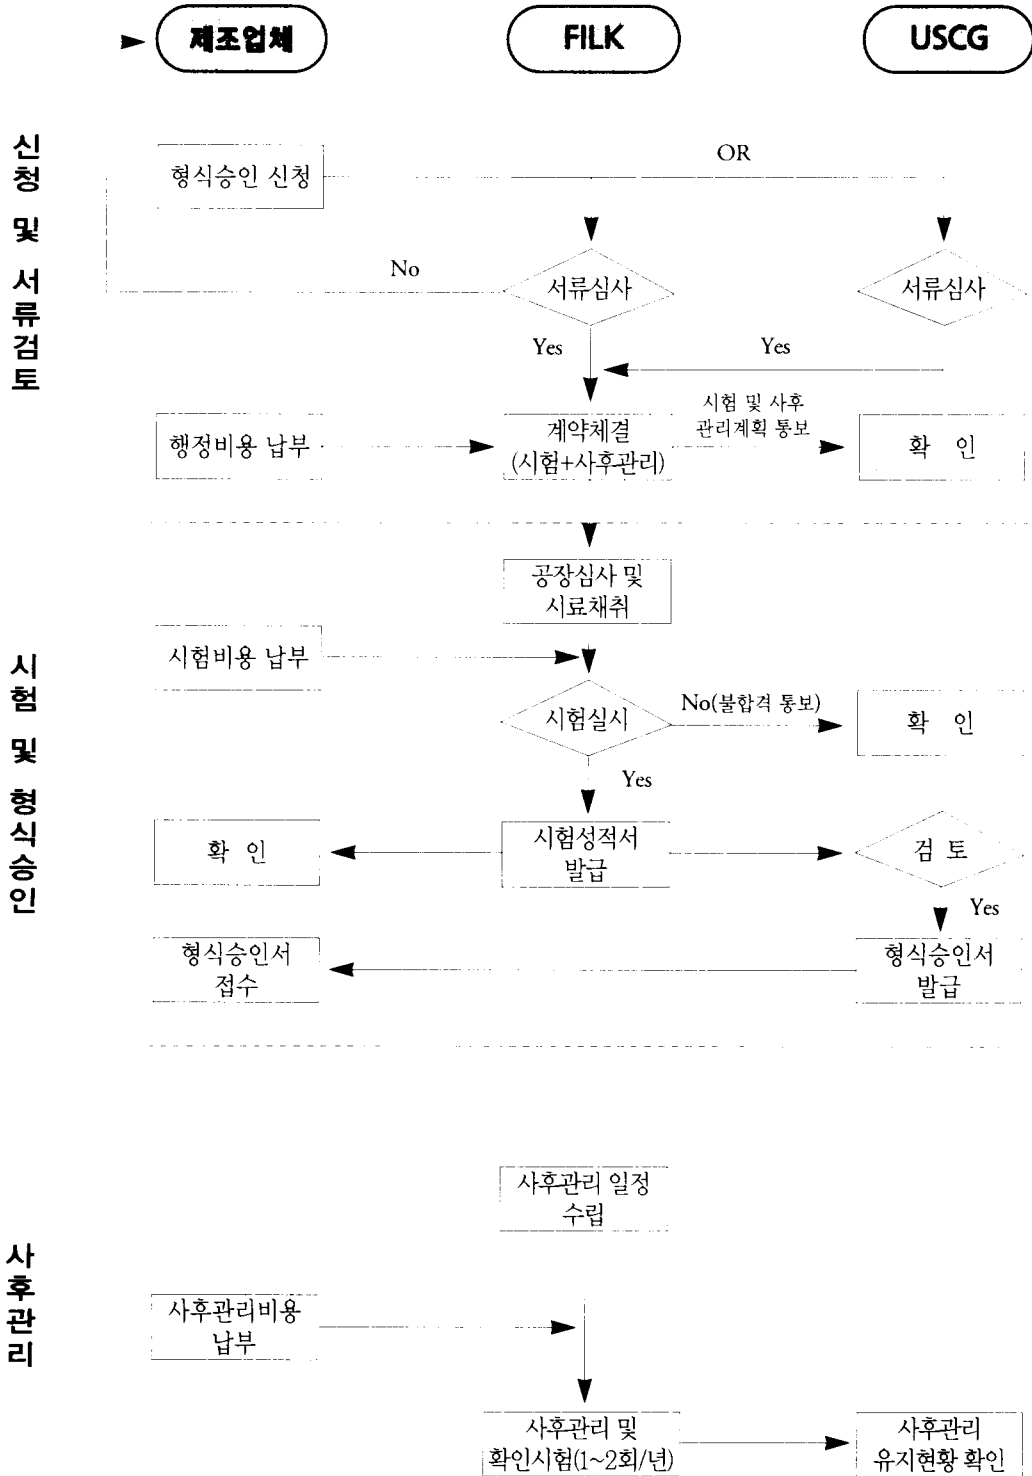 제조업체
FILK
USCG
신청 및 서류검토
형식승인 신청
OR
No
서류심사
서류심사
Yes
Yes
행정비용 납부
계약체결
(시험+사후관리)
시험 및 사후
관리계획 통보
확 인
공장심사 및
시료채취
시험 및 형식승인
시험비용 납부
시험실시
No(불합격 통보)
확 인
Yes
확 인
시험성적서
발급
검 토
Yes
형식승인서
접수
형식승인서
발급
사후관리
사후관리 일정
수립
사후관리비용
납부
사후관리 및
확인시험(1~2회/년)
사후관리
유지현황 확인